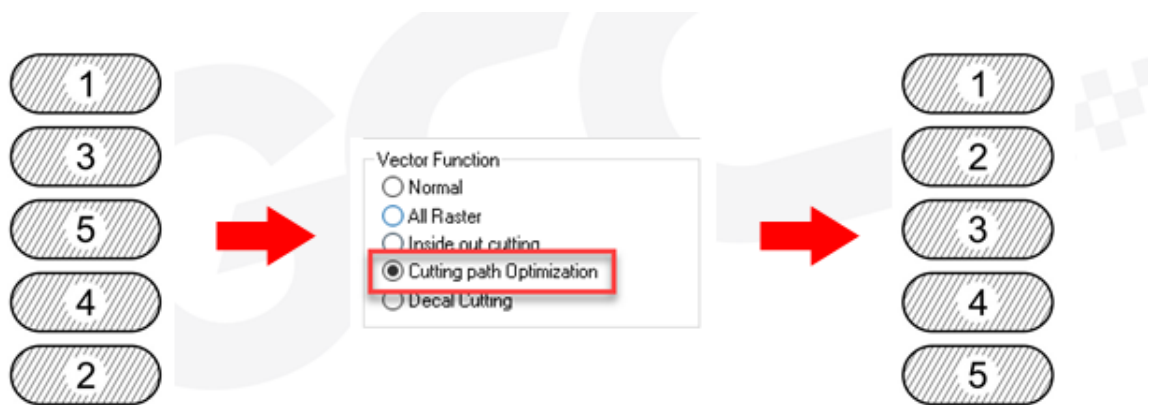 1
3
5
4
2
Vector Function
Normal
All Raster
Inside out cutting
Cutting path Optimization
Decal Cutting
1
2
3
4
5
GCC